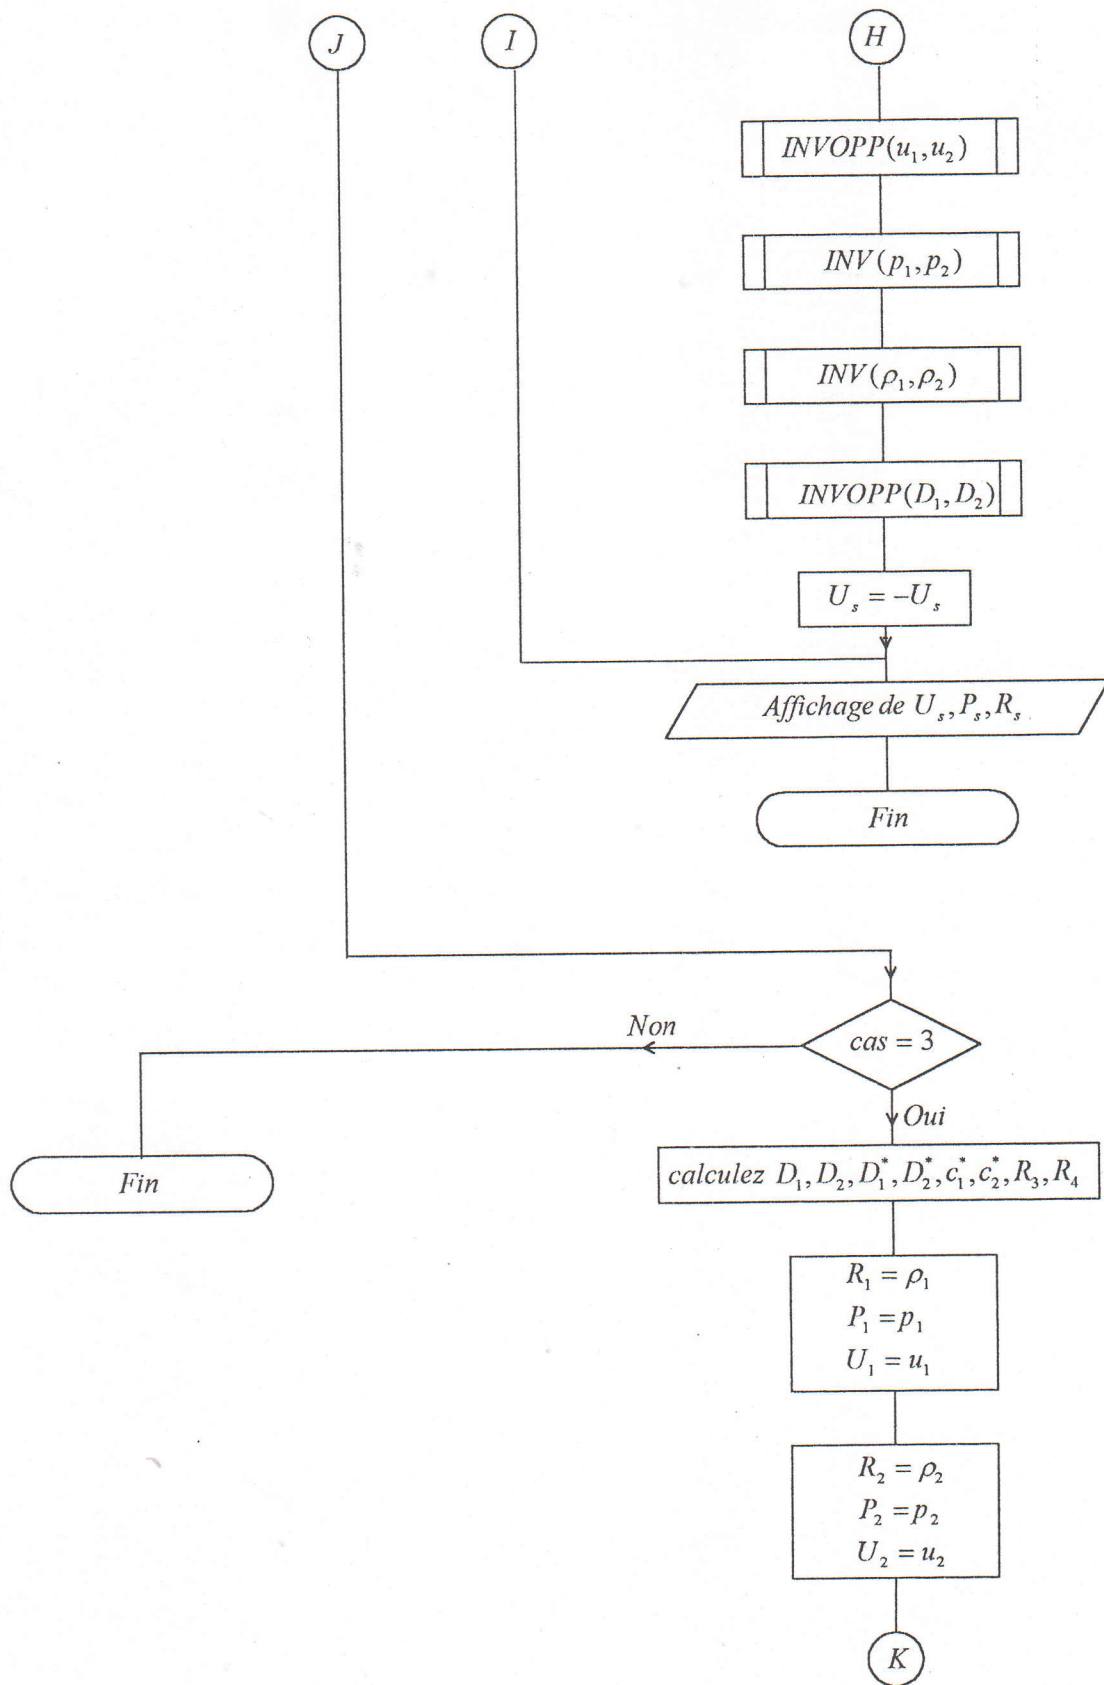 J
I
H
INVOPP(u₁,u₂)
INV(p₁,p₂)
INV(ρ₁,ρ₂)
INVOPP(D₁,D₂)
Uₛ = −Uₛ
Affichage de Uₛ,Pₛ,Rₛ
Fin
Non
cas = 3
Oui
Fin
calculez D₁,D₂,D₁*,D₂*,c₁*,c₂*,R₃,R₄
R₁ = ρ₁
P₁ = p₁
U₁ = u₁
R₂ = ρ₂
P₂ = p₂
U₂ = u₂
K